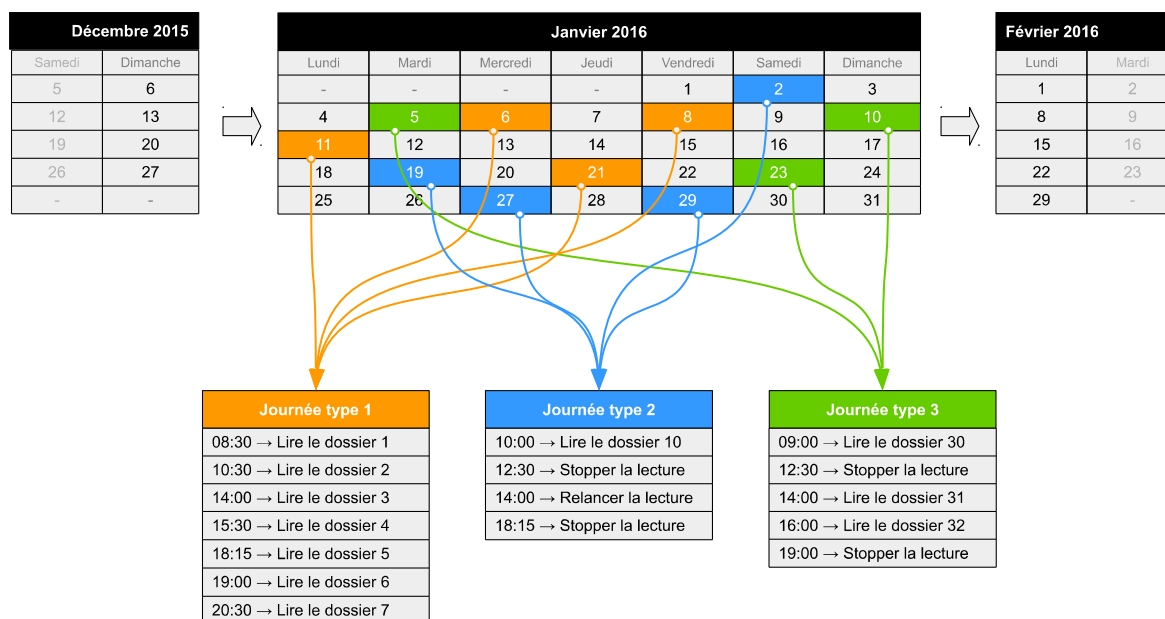 Décembre 2015
Samedi Dimanche
5 6
12 13
19 20
26 27
- -
Janvier 2016
Lundi Mardi Mercredi Jeudi Vendredi Samedi Dimanche
- - - - 1 2 3
4 5 6 7 8 9 10
11 12 13 14 15 16 17
18 19 20 21 22 23 24
25 26 27 28 29 30 31
Février 2016
Lundi Mardi
1 2
8 9
15 16
22 23
29 -
Journée type 1
08:30 → Lire le dossier 1
10:30 → Lire le dossier 2
14:00 → Lire le dossier 3
15:30 → Lire le dossier 4
18:15 → Lire le dossier 5
19:00 → Lire le dossier 6
20:30 → Lire le dossier 7
Journée type 2
10:00 → Lire le dossier 10
12:30 → Stopper la lecture
14:00 → Relancer la lecture
18:15 → Stopper la lecture
Journée type 3
09:00 → Lire le dossier 30
12:30 → Stopper la lecture
14:00 → Lire le dossier 31
16:00 → Lire le dossier 32
19:00 → Stopper la lecture